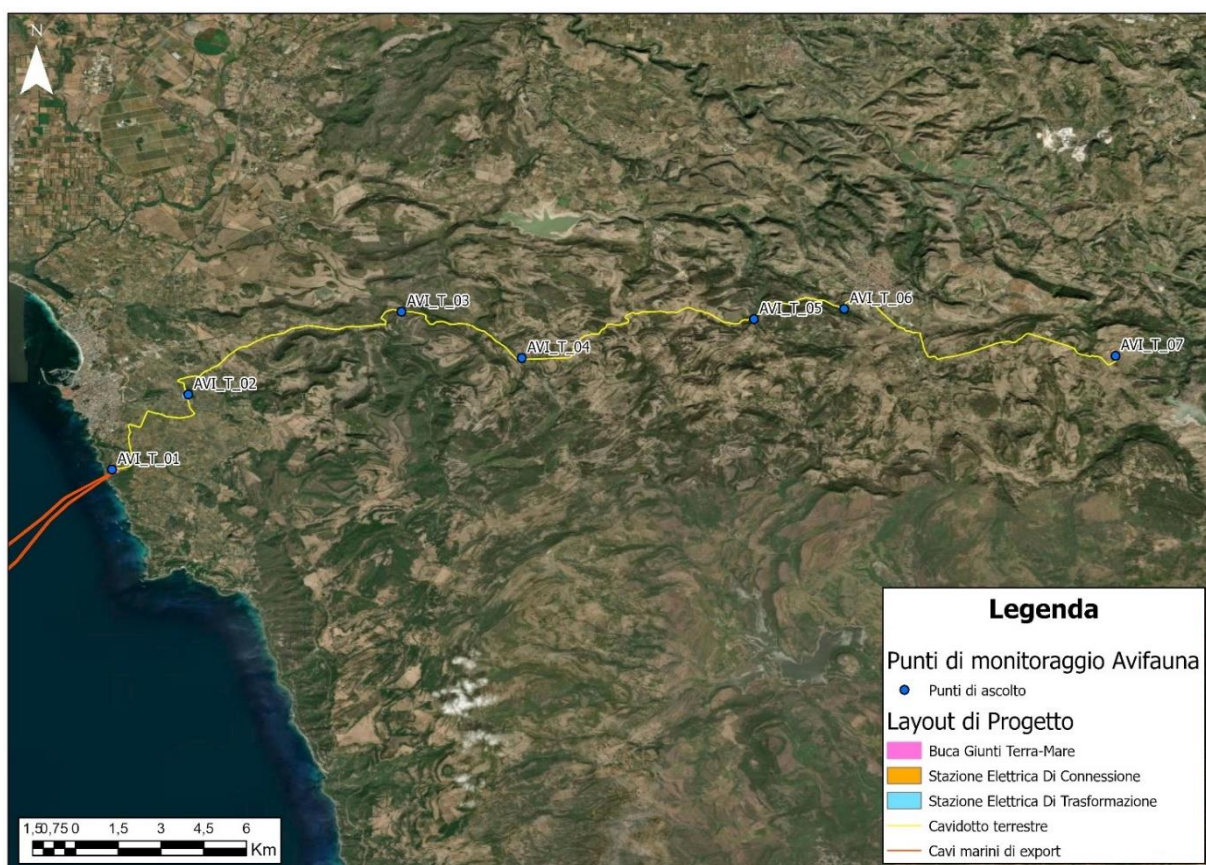 N
AVI_T_03
AVI_T_06
AVI_T_05
AVI_T_04
AVI_T_07
AVI_T_02
AVI_T_01
Legenda
Punti di monitoraggio Avifauna
Punti di ascolto
Layout di Progetto
Buca Giunti Terra-Mare
Stazione Elettrica Di Connessione
Stazione Elettrica Di Trasformazione
Cavidotto terrestre
Cavi marini di export
1,5 0,75 0 1,5 3 4,5 6
Km